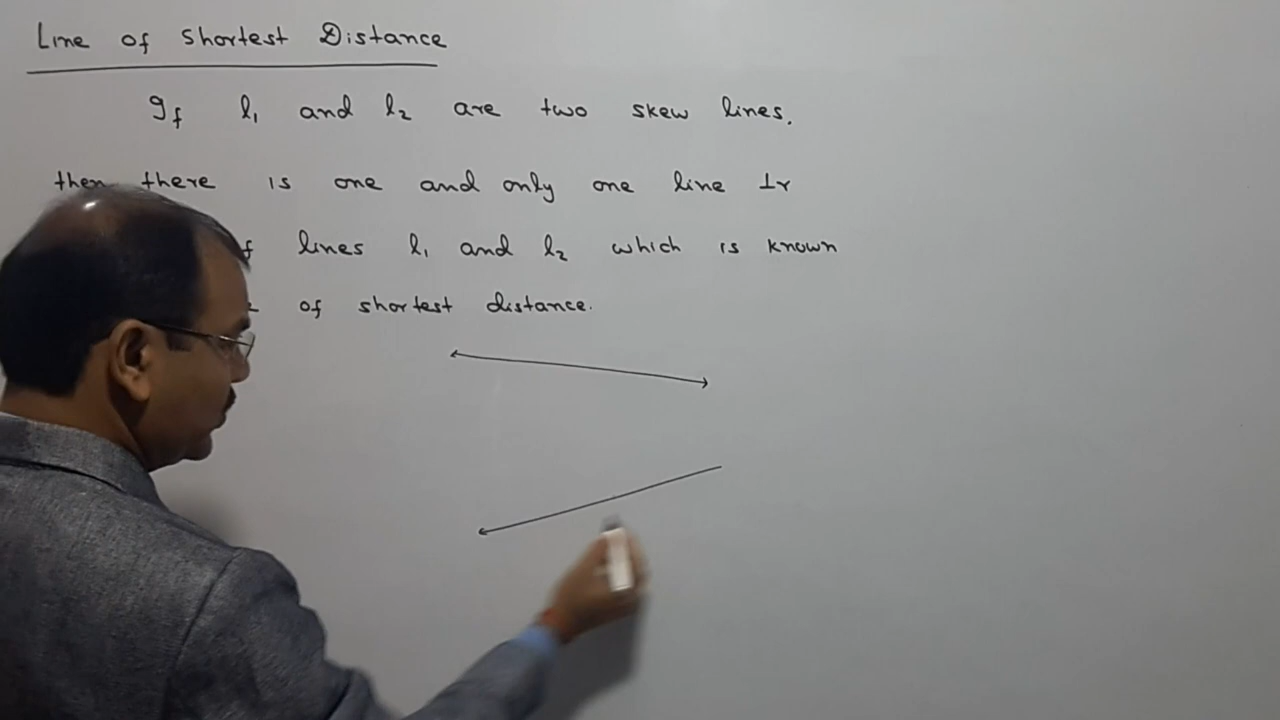 Line of Shortest Distance
If l₁ and l₂ are two skew lines.
then there is one and only one line ⊥r
lines l₁ and l₂ which is known
of shortest distance.